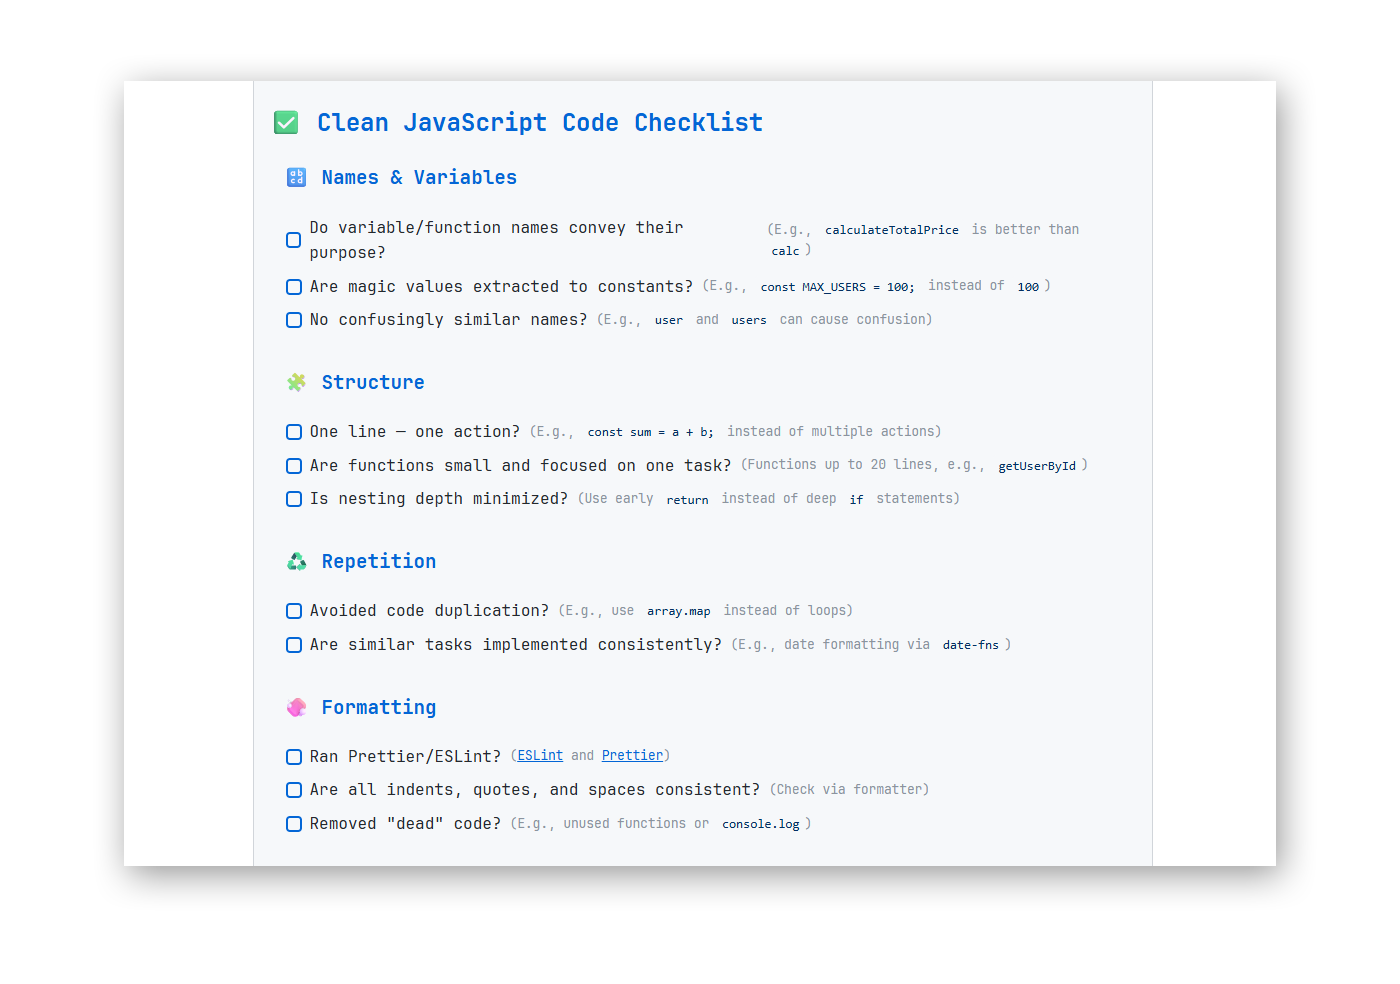 ✅ Clean JavaScript Code Checklist
🔡 Names & Variables
Do variable/function names convey their
purpose?
(E.g., calculateTotalPrice is better than
calc )
Are magic values extracted to constants? (E.g., const MAX_USERS = 100; instead of 100 )
No confusingly similar names? (E.g., user and users can cause confusion)
🧩 Structure
One line — one action? (E.g., const sum = a + b; instead of multiple actions)
Are functions small and focused on one task? (Functions up to 20 lines, e.g., getUserById )
Is nesting depth minimized? (Use early return instead of deep if statements)
♻️ Repetition
Avoided code duplication? (E.g., use array.map instead of loops)
Are similar tasks implemented consistently? (E.g., date formatting via date-fns )
Formatting
Ran Prettier/ESLint? (ESLint and Prettier)
Are all indents, quotes, and spaces consistent? (Check via formatter)
Removed "dead" code? (E.g., unused functions or console.log )